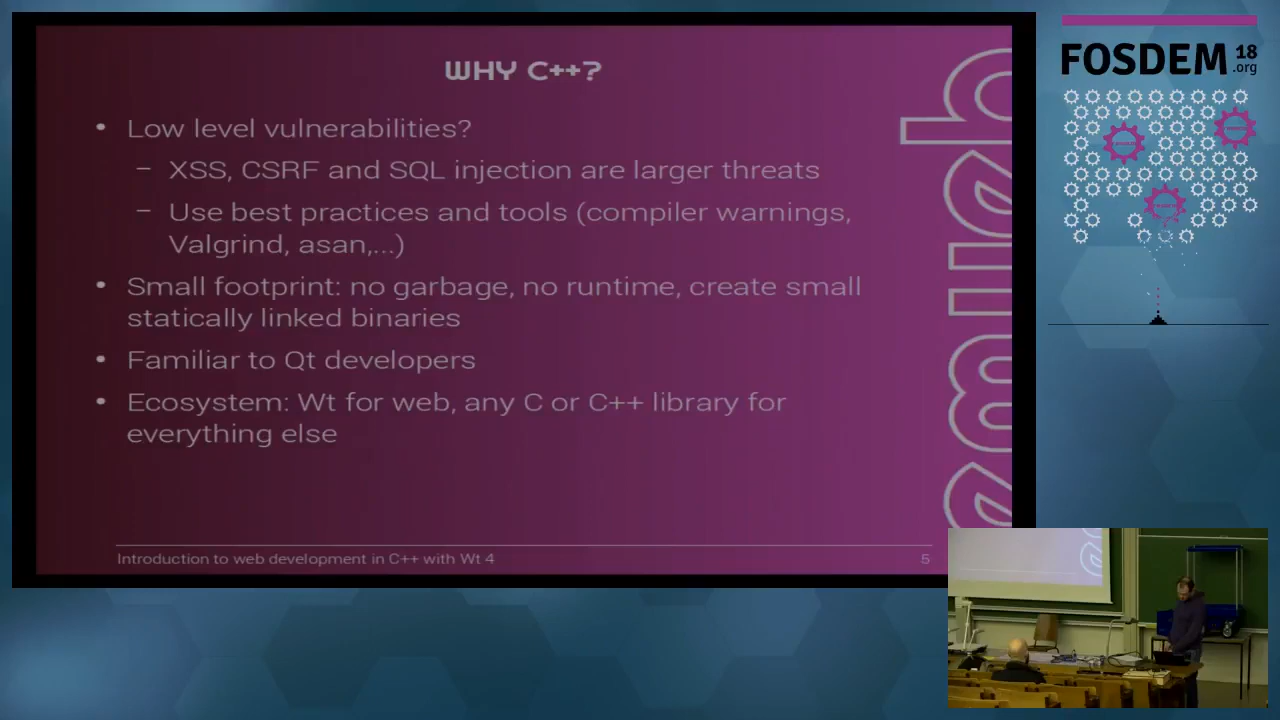 WHY C++?
• Low level vulnerabilities?
– XSS, CSRF and SQL injection are larger threats
– Use best practices and tools (compiler warnings,
Valgrind, asan,...)
• Small footprint: no garbage, no runtime, create small
statically linked binaries
• Familiar to Qt developers
• Ecosystem: Wt for web, any C or C++ library for
everything else
Introduction to web development in C++ with Wt 4
5
FOSDEM 18
.org